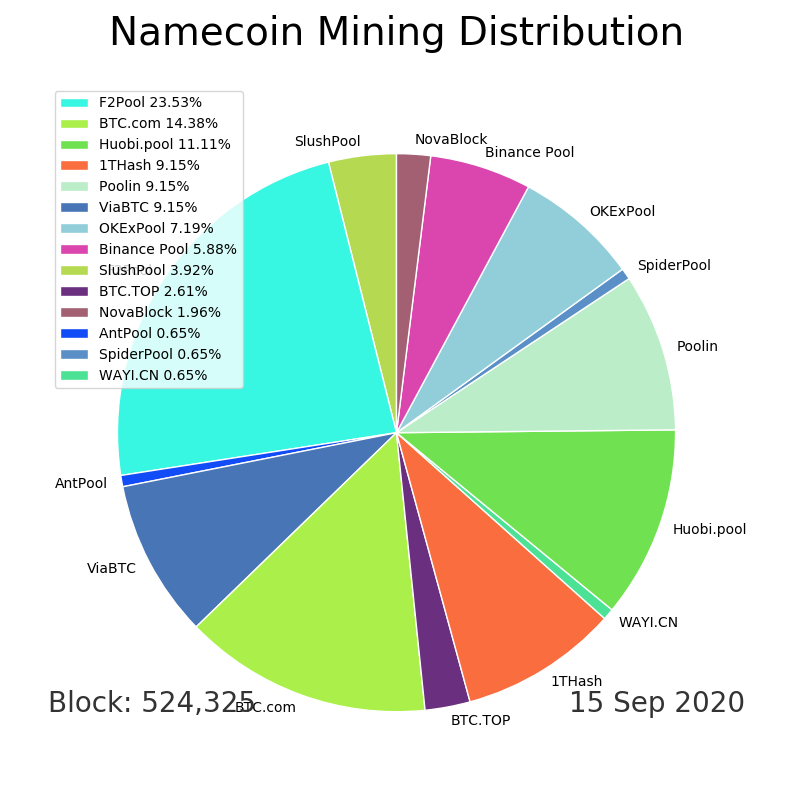 Namecoin Mining Distribution
F2Pool 23.53%
BTC.com 14.38%
Huobi.pool 11.11%
1THash 9.15%
Poolin 9.15%
ViaBTC 9.15%
OKExPool 7.19%
Binance Pool 5.88%
SlushPool 3.92%
BTC.TOP 2.61%
NovaBlock 1.96%
AntPool 0.65%
SpiderPool 0.65%
WAYI.CN 0.65%
SlushPool
NovaBlock
Binance Pool
OKExPool
SpiderPool
Poolin
Huobi.pool
WAYI.CN
1THash
BTC.TOP
BTC.com
ViaBTC
AntPool
Block: 524,325
15 Sep 2020